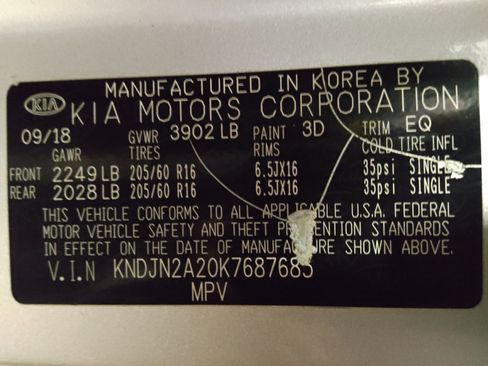 MANUFACTURED IN KOREA BY
KIA KIA MOTORS CORPORATION
09/18 GVWR 3902 LB PAINT 3D TRIM EQ
GAWR TIRES RIMS COLD TIRE INFL
FRONT 2249 LB 205/60 R16 6.5JX16 35psi SINGLE
REAR 2028 LB 205/60 R16 6.5JX16 35psi SINGLE
THIS VEHICLE CONFORMS TO ALL APPLICABLE U.S.A. FEDERAL
MOTOR VEHICLE SAFETY AND THEFT PREVENTION STANDARDS
IN EFFECT ON THE DATE OF MANUFACTURE SHOWN ABOVE.
V.I.N KNDJN2A20K7687685
MPV